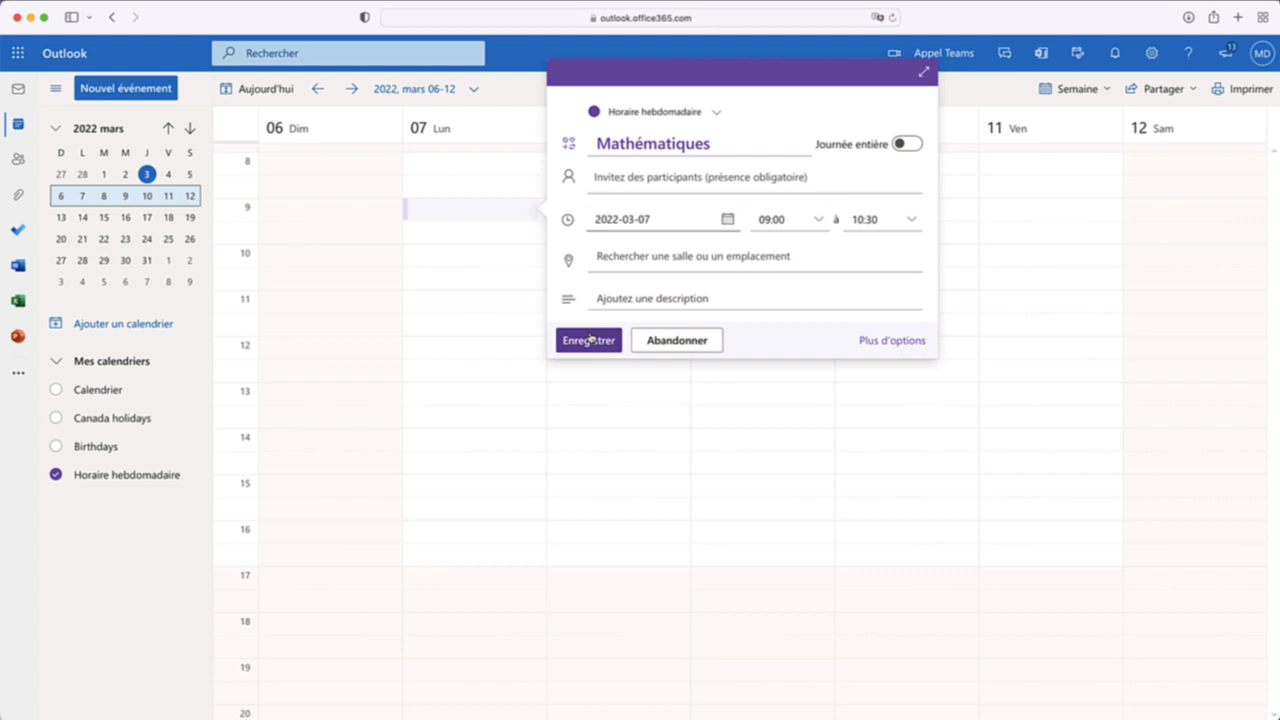 outlook.office365.com
Outlook
Rechercher
Appel Teams
13
MD
Nouvel événement
Aujourd'hui
2022, mars 06-12
Semaine
Partager
Imprimer
2022 mars
D L M M J V S
27 28 1 2 3 4 5
6 7 8 9 10 11 12
13 14 15 16 17 18 19
20 21 22 23 24 25 26
27 28 29 30 31 1 2
3 4 5 6 7 8 9
Ajouter un calendrier
Mes calendriers
Calendrier
Canada holidays
Birthdays
Horaire hebdomadaire
06 Dim
07 Lun
11 Ven
12 Sam
8
9
10
11
12
13
14
15
16
17
18
19
20
Horaire hebdomadaire
Mathématiques
Journée entière
Invitez des participants (présence obligatoire)
2022-03-07 09:00 à 10:30
Rechercher une salle ou un emplacement
Ajoutez une description
Enregistrer
Abandonner
Plus d'options